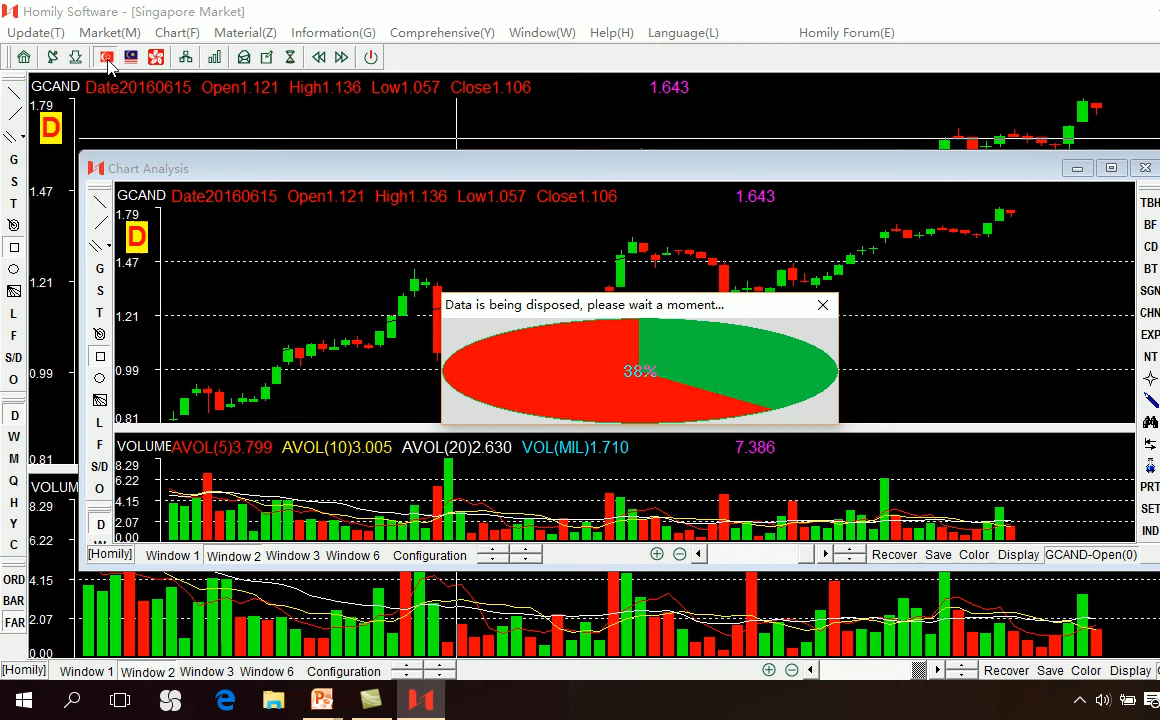 Homily Software - [Singapore Market]
Update(T) Market(M) Chart(F) Material(Z) Information(G) Comprehensive(Y) Window(W) Help(H) Language(L) Homily Forum(E)
GCAND Date20160615 Open1.121 High1.136 Low1.057 Close1.106 1.643
1.79
D
1.47
1.21
0.99
0.81
G
S
T
L
F
S/D
O
D
W
M
Q
H
Y
C
ORD
BAR
FAR
Chart Analysis
GCAND Date20160615 Open1.121 High1.136 Low1.057 Close1.106 1.643
1.79
D
1.47
1.21
0.99
0.81
G
S
T
L
F
S/D
O
D
TBH
BF
CD
BT
SGN
CHN
EXP
NT
PRT
SET
IND
Data is being disposed, please wait a moment...
38%
VOLUME AVOL(5)3.799 AVOL(10)3.005 AVOL(20)2.630 VOL(MIL)1.710 7.386
8.29
6.22
4.15
2.07
0.00
[Homily] Window 1 Window 2 Window 3 Window 6 Configuration Recover Save Color Display GCAND-Open(0)
VOLUM
8.29
6.22
4.15
2.07
0.00
[Homily] Window 1 Window 2 Window 3 Window 6 Configuration Recover Save Color Display